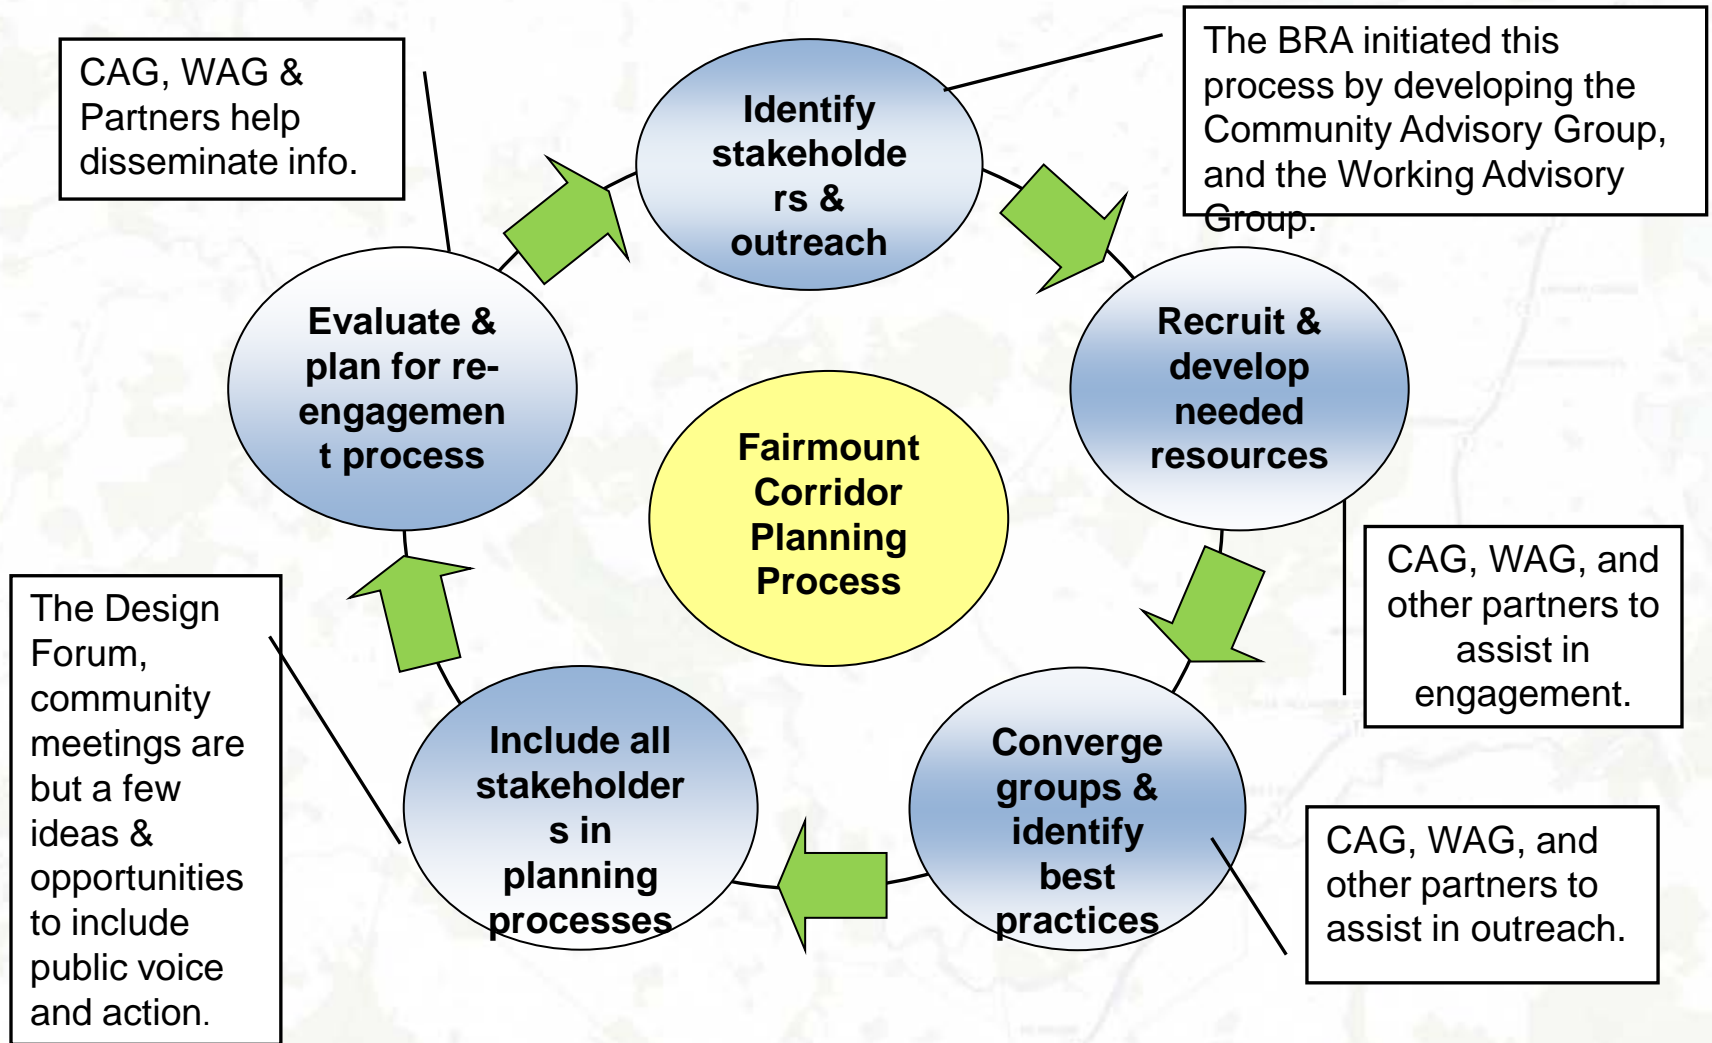 CAG, WAG &
Partners help
disseminate info.
Identify
stakeholde
rs &
outreach
The BRA initiated this
process by developing the
Community Advisory Group,
and the Working Advisory
Group.
Evaluate &
plan for re-
engagemen
t process
Recruit &
develop
needed
resources
Fairmount
Corridor
Planning
Process
CAG, WAG, and
other partners to
assist in
engagement.
The Design
Forum,
community
meetings are
but a few
ideas &
opportunities
to include
public voice
and action.
Include all
stakeholder
s in
planning
processes
Converge
groups &
identify
best
practices
CAG, WAG, and
other partners to
assist in outreach.